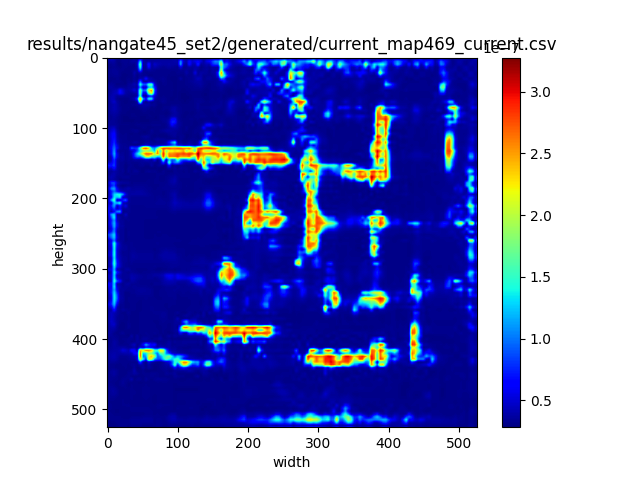 results/nangate45_set2/generated/current_map469_current.csv
1e−7
0
100
200
300
400
500
height
0 100 200 300 400 500
width
3.0
2.5
2.0
1.5
1.0
0.5